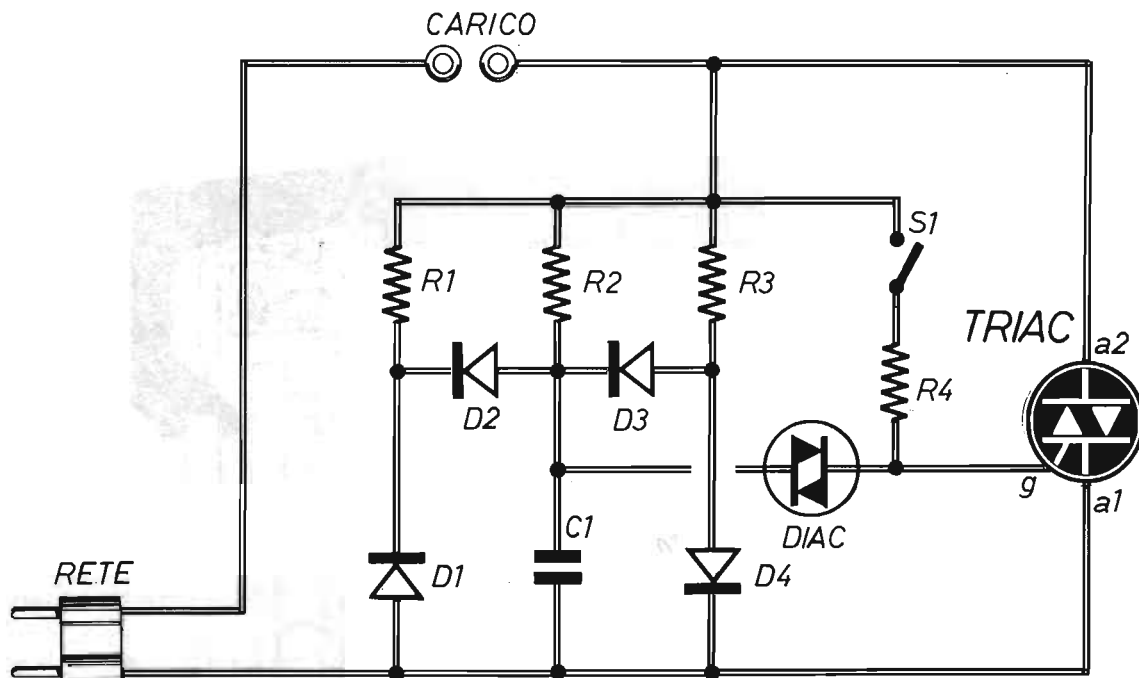 CARICO
S1
R1
R2
R3
TRIAC
a2
R4
D2
D3
g
a1
DIAC
C1
RETE
D1
D4